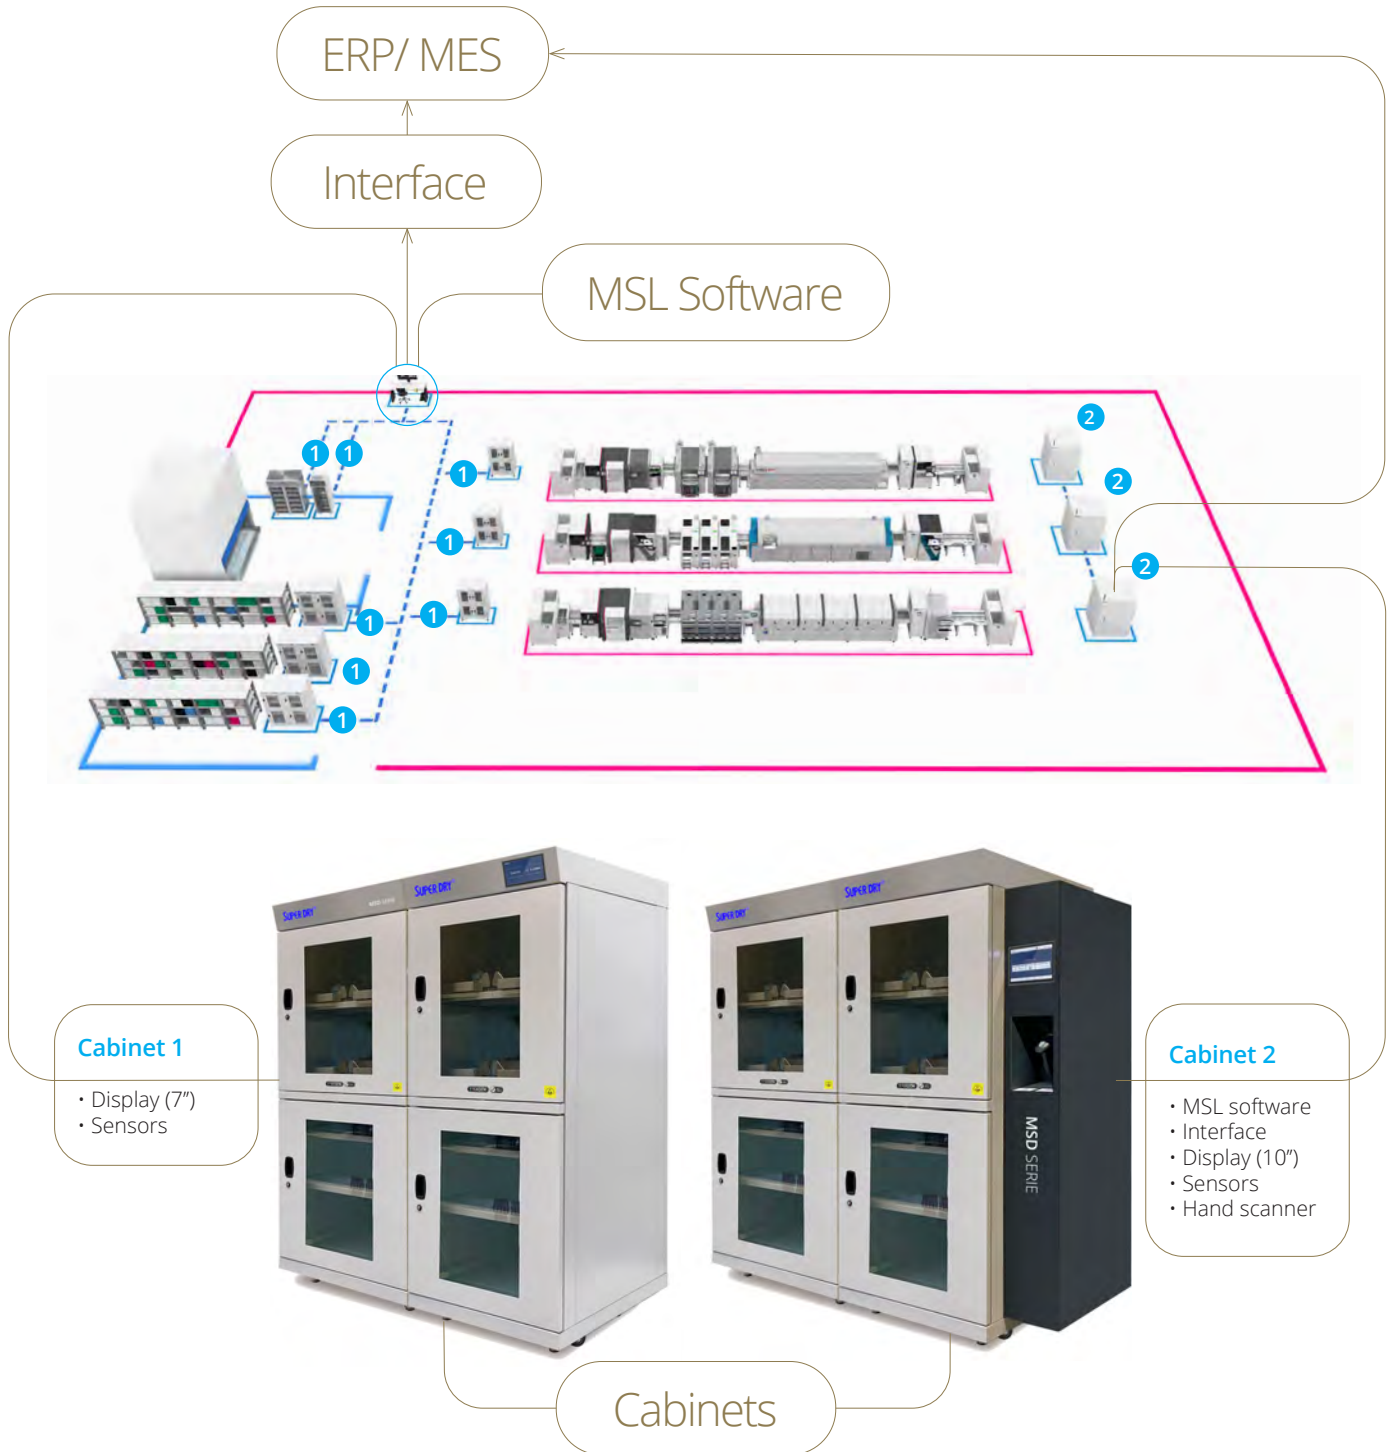 ERP/ MES
Interface
MSL Software
2
1
1
1
2
1
2
1
1
1
1
SUPER DRY
SUPER DRY
SUPER DRY
SUPER DRY
Cabinet 1
• Display (7”)
• Sensors
Cabinet 2
• MSL software
• Interface
• Display (10”)
• Sensors
• Hand scanner
MSD SERIE
Cabinets